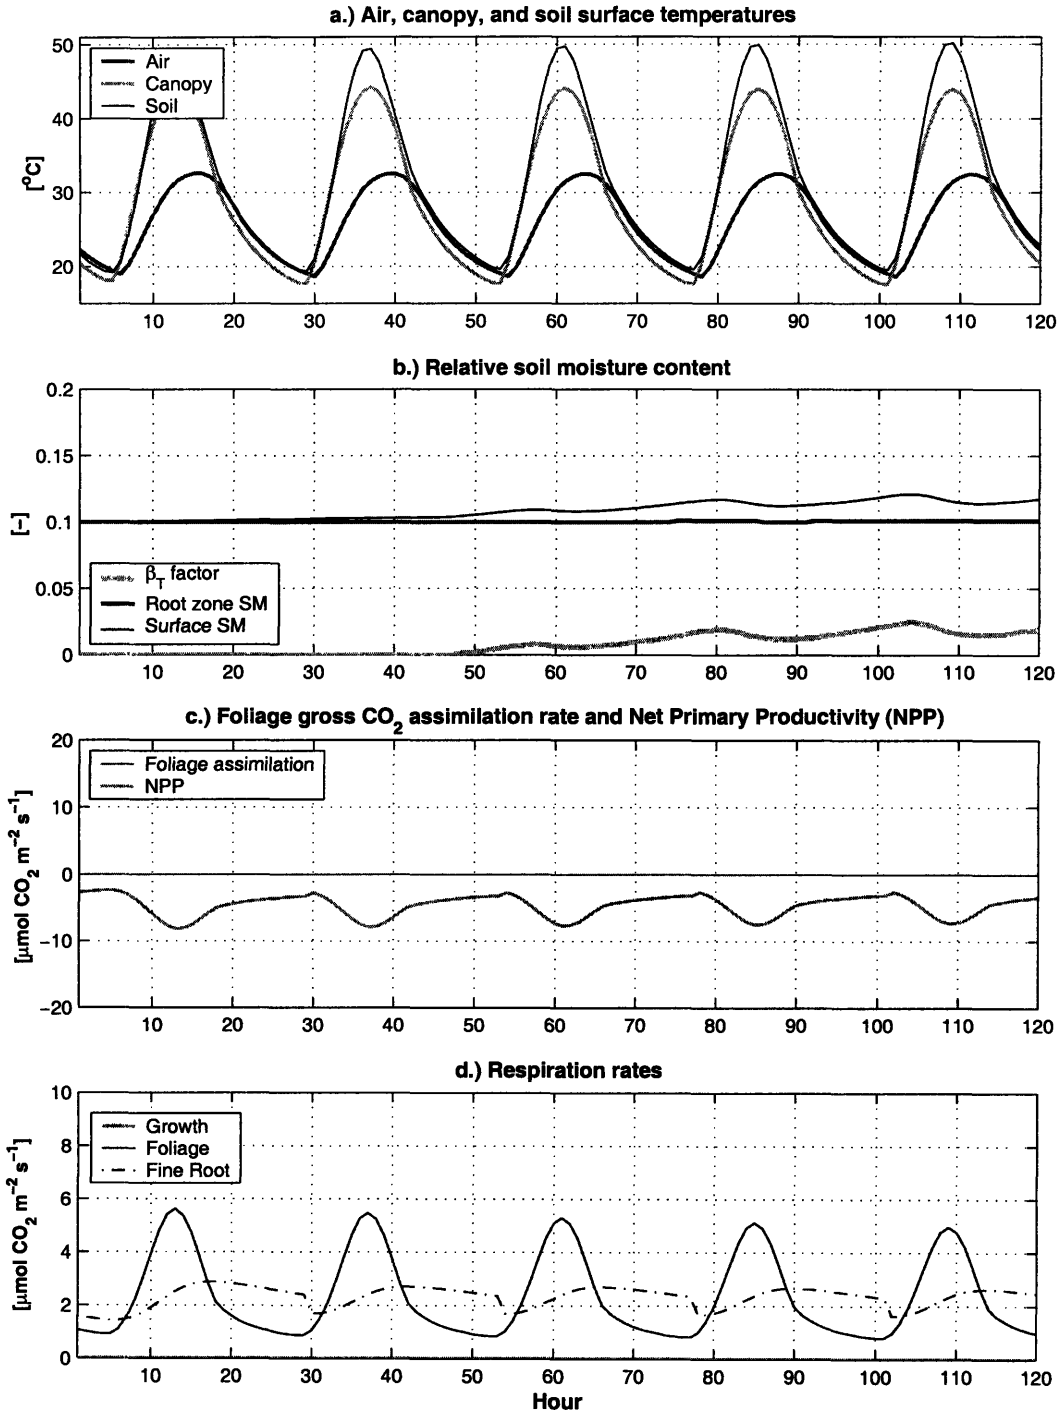 a.) Air, canopy, and soil surface temperatures
50
40
30
20
[°C]
Air
Canopy
Soil
10 20 30 40 50 60 70 80 90 100 110 120
b.) Relative soil moisture content
0.2
0.15
0.1
0.05
0
[-]
β_T factor
Root zone SM
Surface SM
10 20 30 40 50 60 70 80 90 100 110 120
c.) Foliage gross CO₂ assimilation rate and Net Primary Productivity (NPP)
20
10
0
−10
−20
[μmol CO₂ m⁻² s⁻¹]
Foliage assimilation
NPP
10 20 30 40 50 60 70 80 90 100 110 120
d.) Respiration rates
10
8
6
4
2
0
[μmol CO₂ m⁻² s⁻¹]
Growth
Foliage
Fine Root
10 20 30 40 50 60 70 80 90 100 110 120
Hour